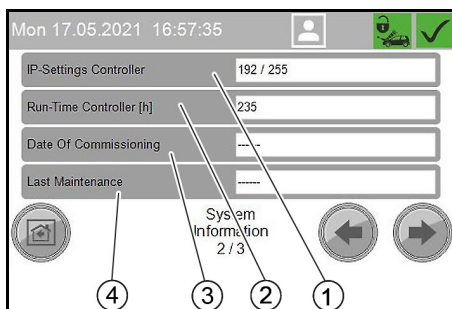 Mon 17.05.2021 16:57:35
IP-Settings Controller 192 / 255
Run-Time Controller [h] 235
Date Of Commissioning ------
Last Maintenance ------
System
Information
2 / 3
4 3 2 1